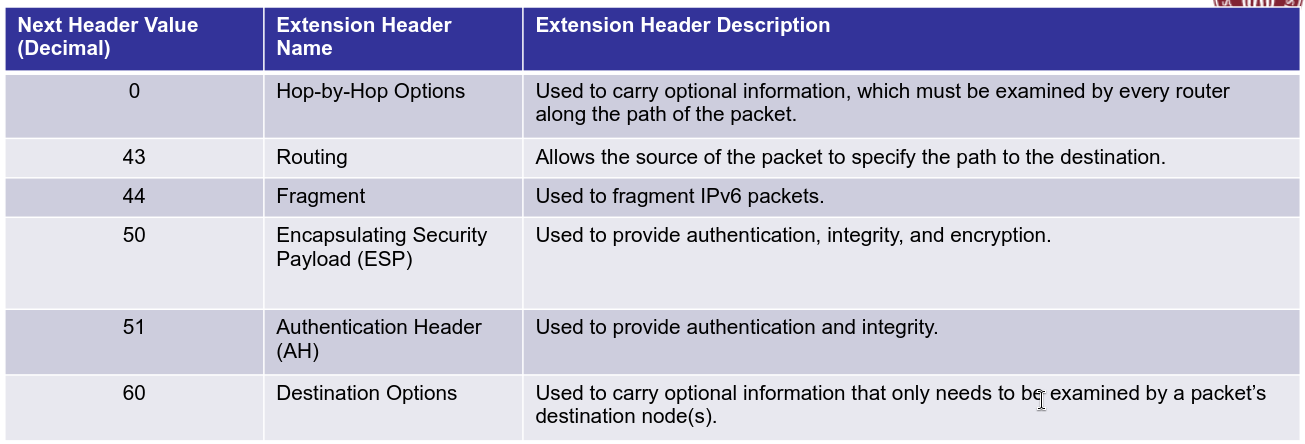 Next Header Value
(Decimal)
Extension Header
Name
Extension Header Description
0
Hop-by-Hop Options
Used to carry optional information, which must be examined by every router
along the path of the packet.
43
Routing
Allows the source of the packet to specify the path to the destination.
44
Fragment
Used to fragment IPv6 packets.
50
Encapsulating Security
Payload (ESP)
Used to provide authentication, integrity, and encryption.
51
Authentication Header
(AH)
Used to provide authentication and integrity.
60
Destination Options
Used to carry optional information that only needs to be examined by a packet’s
destination node(s).